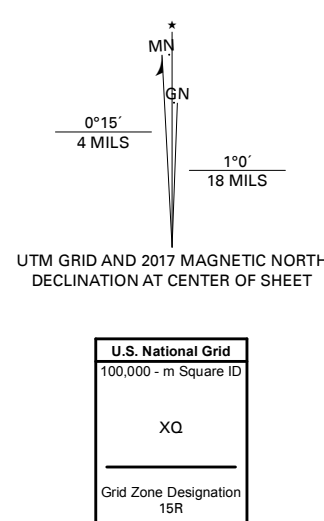 MN
GN
0°15´
4 MILS
1°0´
18 MILS
UTM GRID AND 2017 MAGNETIC NORTH
DECLINATION AT CENTER OF SHEET
U.S. National Grid
100,000 - m Square ID
XQ
Grid Zone Designation
15R